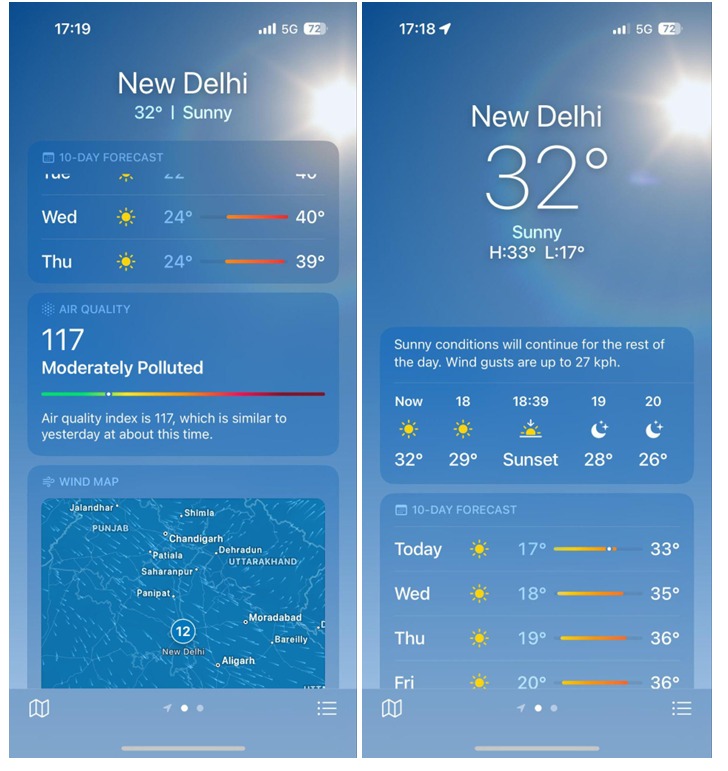 17:19
5G 72
New Delhi
32° | Sunny
10-DAY FORECAST
Tue 22° 40°
Wed 24° 40°
Thu 24° 39°
AIR QUALITY
117
Moderately Polluted
Air quality index is 117, which is similar to
yesterday at about this time.
WIND MAP
Jalandhar
Shimla
PUNJAB
Chandigarh
Patiala
Dehradun
UTTARAKHAND
Saharanpur
Panipat
Moradabad
12
Bareilly
New Delhi
Aligarh
17:18
5G 72
New Delhi
32°
Sunny
H:33° L:17°
Sunny conditions will continue for the rest of
the day. Wind gusts are up to 27 kph.
Now 18 18:39 19 20
32° 29° Sunset 28° 26°
10-DAY FORECAST
Today 17° 33°
Wed 18° 35°
Thu 19° 36°
Fri 20° 36°